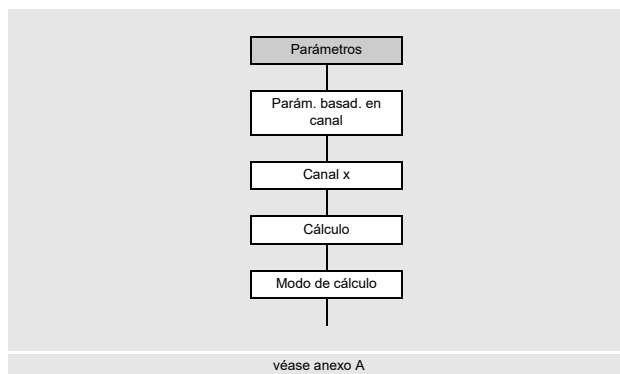 Parámetros
Parám. basad. en
canal
Canal x
Cálculo
Modo de cálculo
véase anexo A